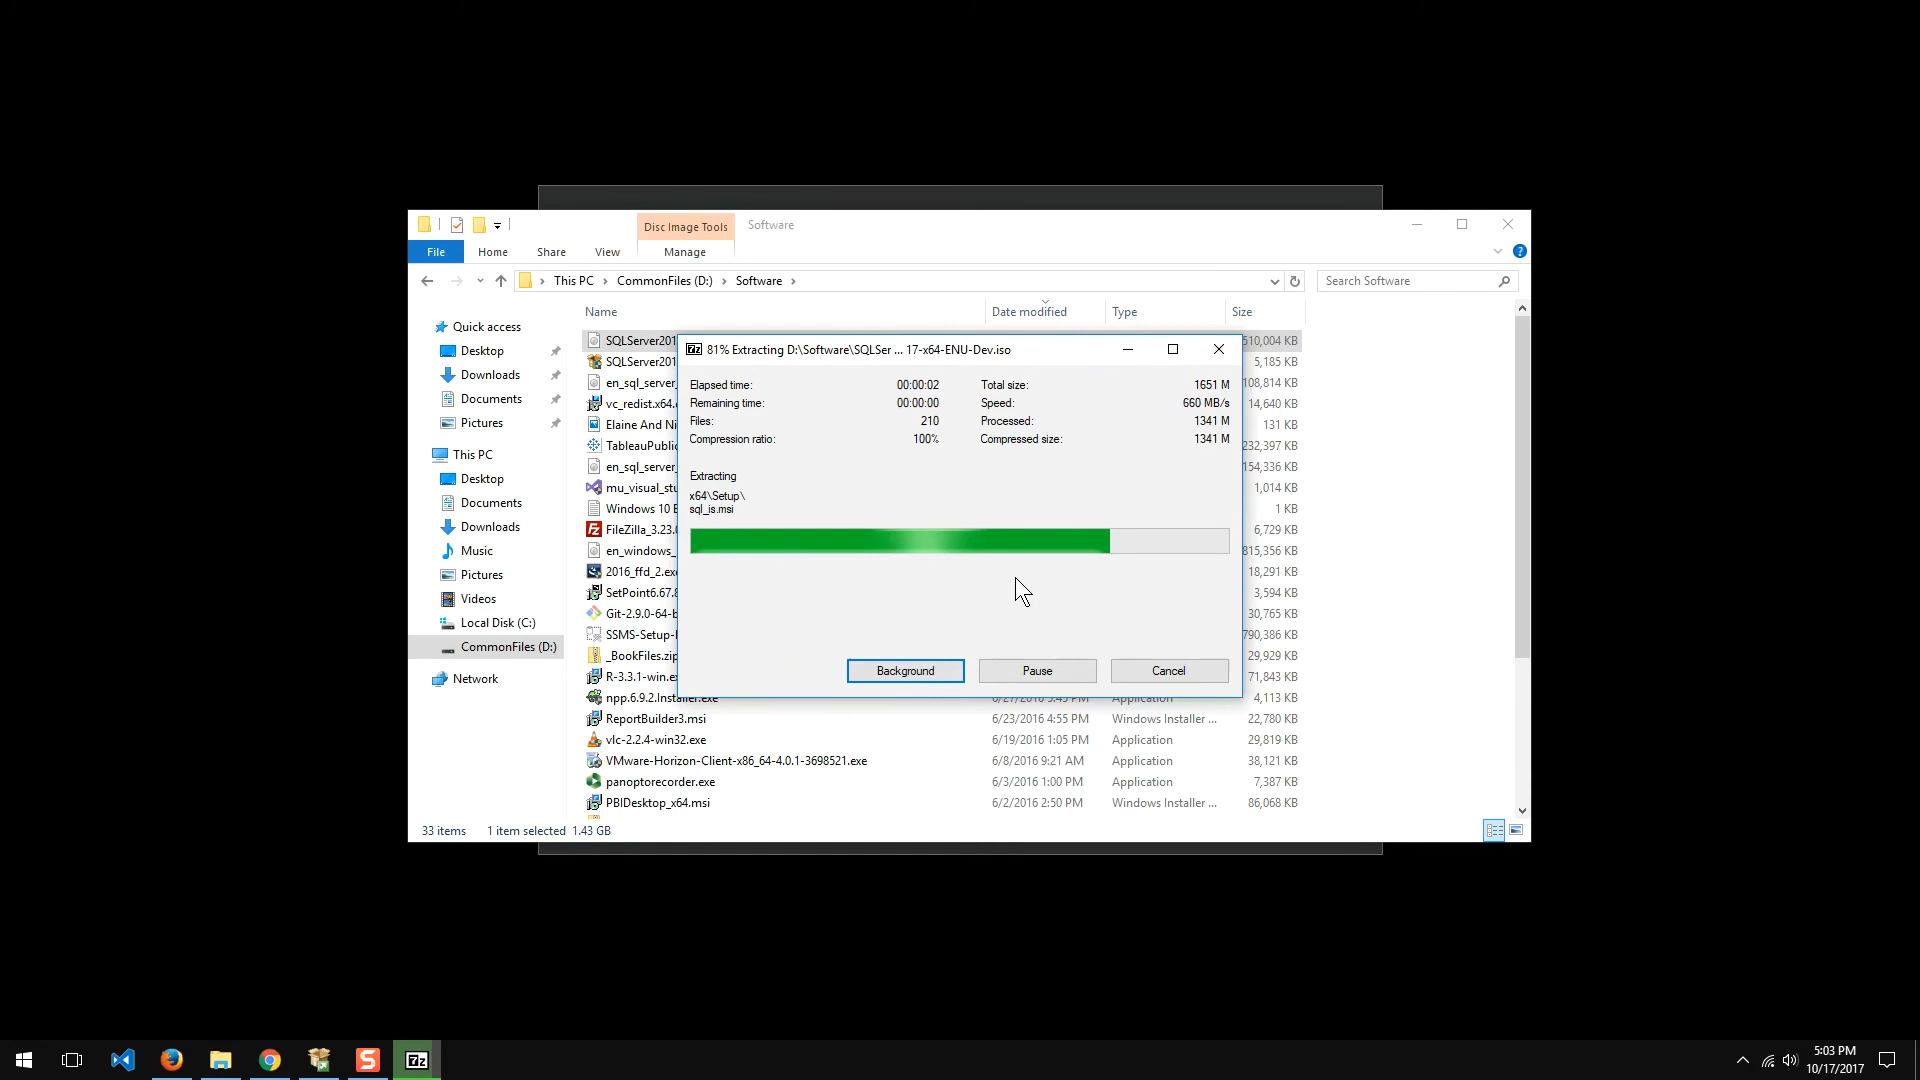 Disc Image Tools
Software
File
Home
Share
View
Manage
This PC
CommonFiles (D:)
Software
Search Software
Name
Date modified
Type
Size
Quick access
Desktop
Downloads
Documents
Pictures
This PC
Desktop
Documents
Downloads
Music
Pictures
Videos
Local Disk (C:)
CommonFiles (D:)
Network
SQLServer201
510,004 KB
SQLServer201
5,185 KB
en_sql_server_
108,814 KB
vc_redist.x64.
14,640 KB
Elaine And Ni
131 KB
TableauPublic
232,397 KB
en_sql_server_
154,336 KB
mu_visual_stu
1,014 KB
Windows 10
1 KB
FileZilla_3.23.
6,729 KB
en_windows_
815,356 KB
2016_ffd_2.exe
18,291 KB
SetPoint6.67.8
3,594 KB
Git-2.9.0-64-b
30,765 KB
SSMS-Setup-
790,386 KB
_BookFiles.zip
29,929 KB
R-3.3.1-win.ex
71,843 KB
npp.6.9.2.Installer.exe
6/27/2016 5:45 PM
Application
4,113 KB
ReportBuilder3.msi
6/23/2016 4:55 PM
Windows Installer ...
22,780 KB
vlc-2.2.4-win32.exe
6/19/2016 1:05 PM
Application
29,819 KB
VMware-Horizon-Client-x86_64-4.0.1-3698521.exe
6/8/2016 9:21 AM
Application
38,121 KB
panoptorecorder.exe
6/3/2016 1:00 PM
Application
7,387 KB
PBIDesktop_x64.msi
6/2/2016 2:50 PM
Windows Installer ...
86,068 KB
33 items
1 item selected 1.43 GB
7z
81% Extracting D:\Software\SQLSer ... 17-x64-ENU-Dev.iso
Elapsed time:
00:00:02
Total size:
1651 M
Remaining time:
00:00:00
Speed:
660 MB/s
Files:
210
Processed:
1341 M
Compression ratio:
100%
Compressed size:
1341 M
Extracting
x64\Setup\
sql_is.msi
Background
Pause
Cancel
S
7z
5:03 PM
10/17/2017